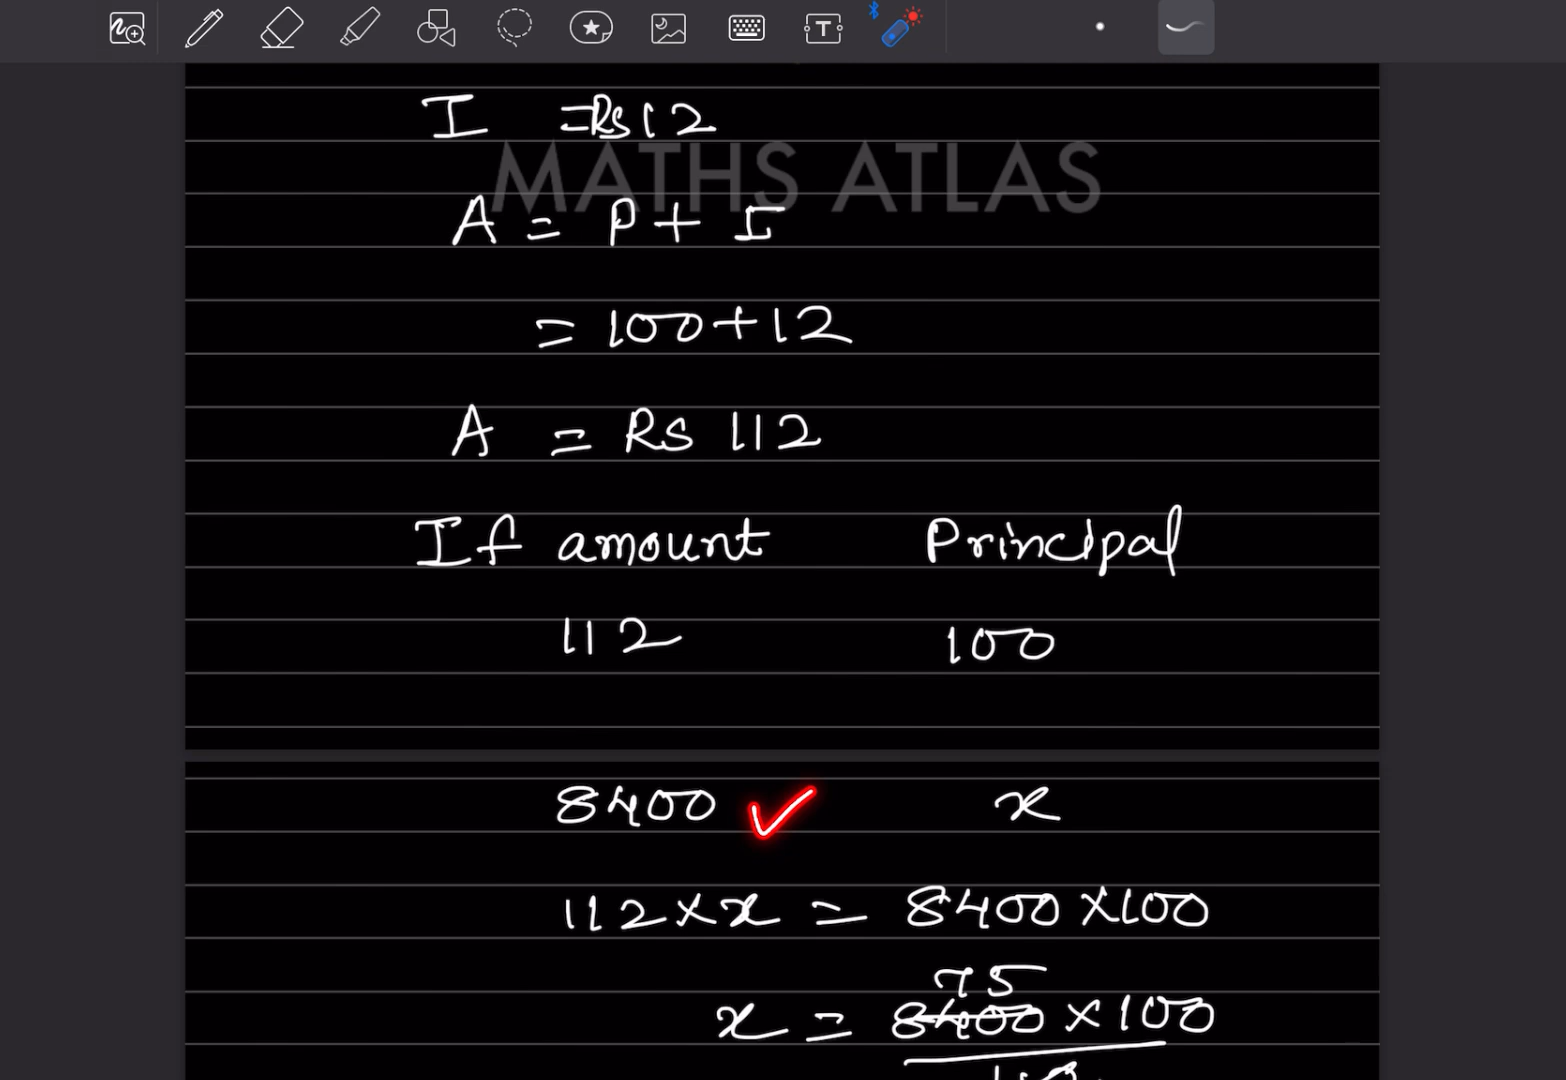 I = Rs 12
MATHS ATLAS
A = P + I
= 100 + 12
A = Rs 112
If amount Principal
112 100
8400 ✓ x
112 × x = 8400 × 100
75
x = 8400 × 100